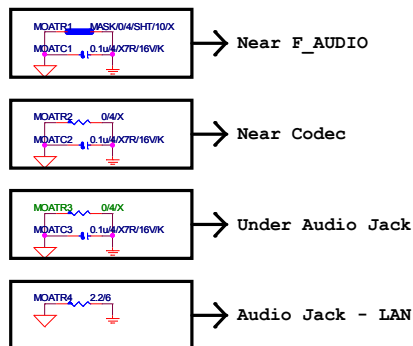 MOATR1 MASK/0/4/SHT/10/X
MOATC1 0.1u/4/X7R/16V/K
Near F_AUDIO
MOATR2 0/4/X
MOATC2 0.1u/4/X7R/16V/K
Near Codec
MOATR3 0/4/X
MOATC3 0.1u/4/X7R/16V/K
Under Audio Jack
MOATR4 2.2/6
Audio Jack - LAN